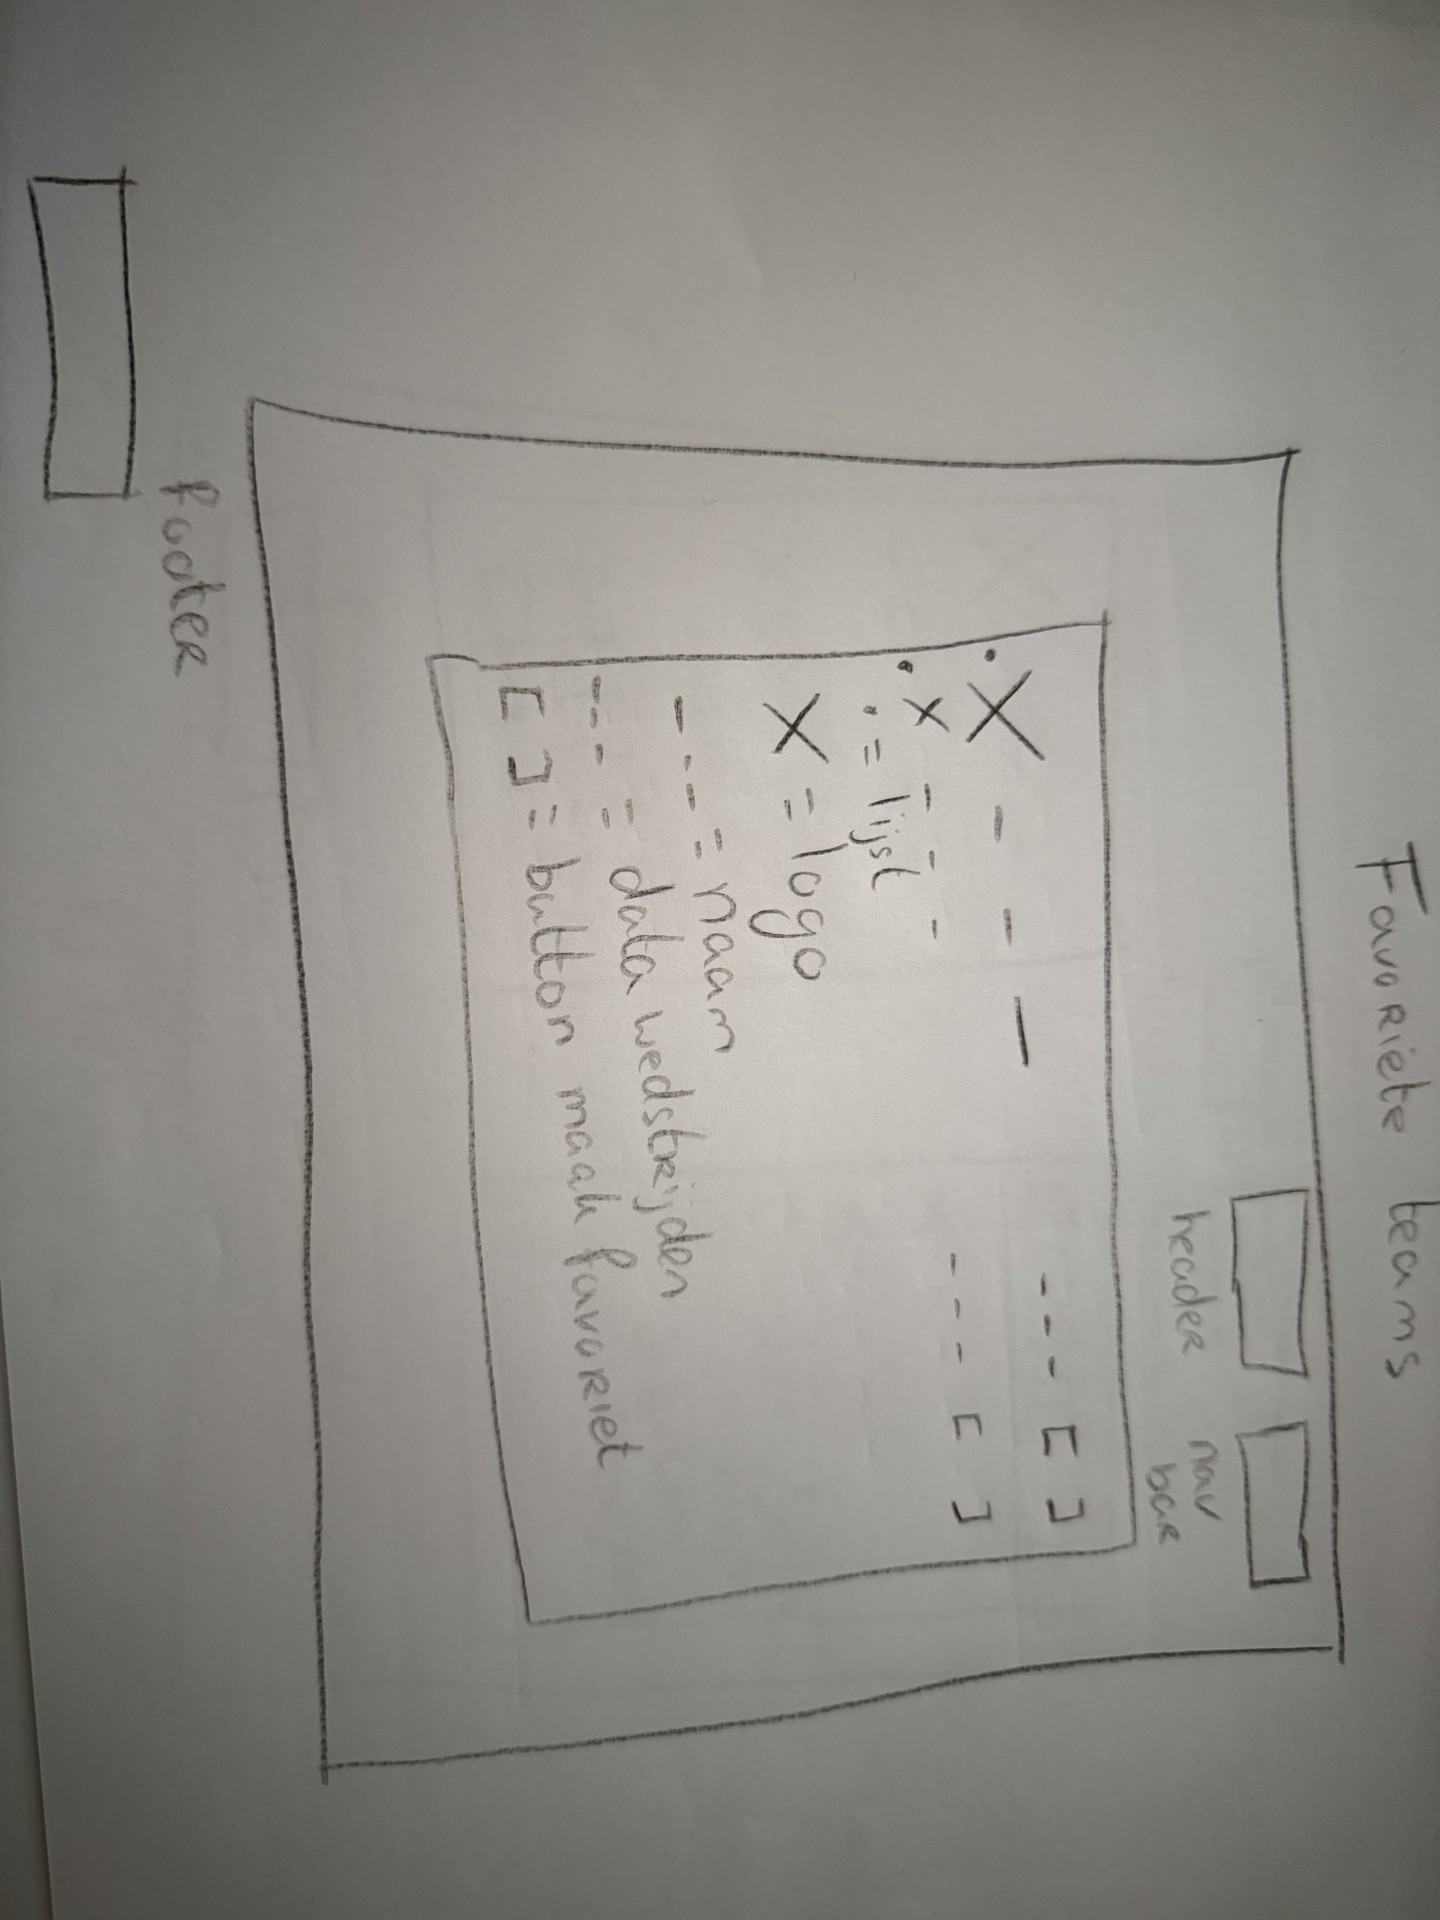 Favoriete teams
header
nav
bar
. X - - — - - - [ ]
. X - - - - - - [ ]
. = lijst
X = logo
- - - = naam
- - - = data wedstrijden
[ ] = button maak favoriet
footer